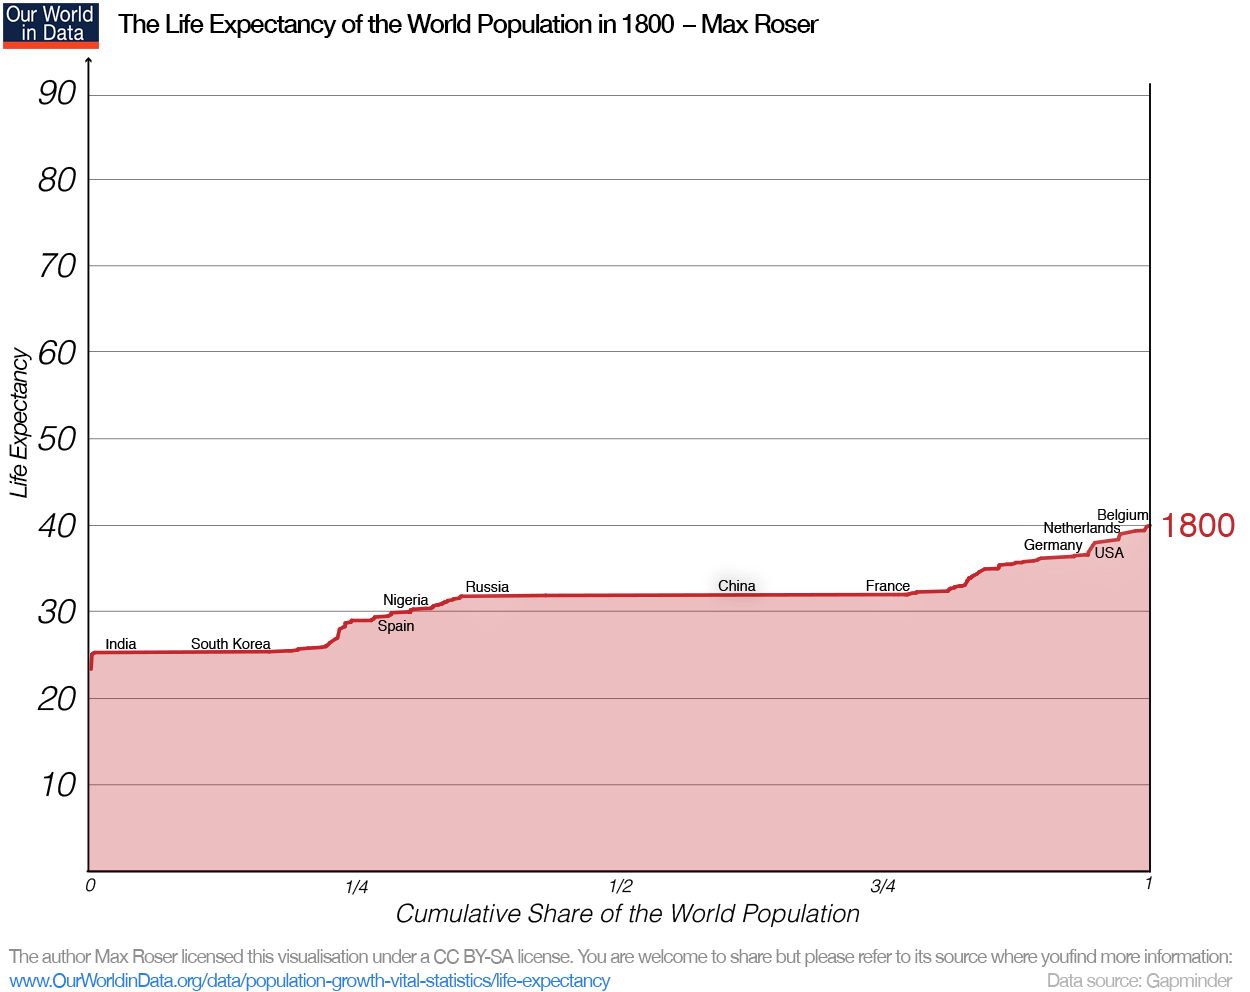 Our World
in Data
The Life Expectancy of the World Population in 1800 – Max Roser
90
80
70
60
50
40
30
20
10
Life Expectancy
India
South Korea
Nigeria
Spain
Russia
China
France
Germany
Netherlands
USA
Belgium
1800
0
1/4
1/2
3/4
1
Cumulative Share of the World Population
The author Max Roser licensed this visualisation under a CC BY-SA license. You are welcome to share but please refer to its source where youfind more information:
www.OurWorldinData.org/data/population-growth-vital-statistics/life-expectancy
Data source: Gapminder